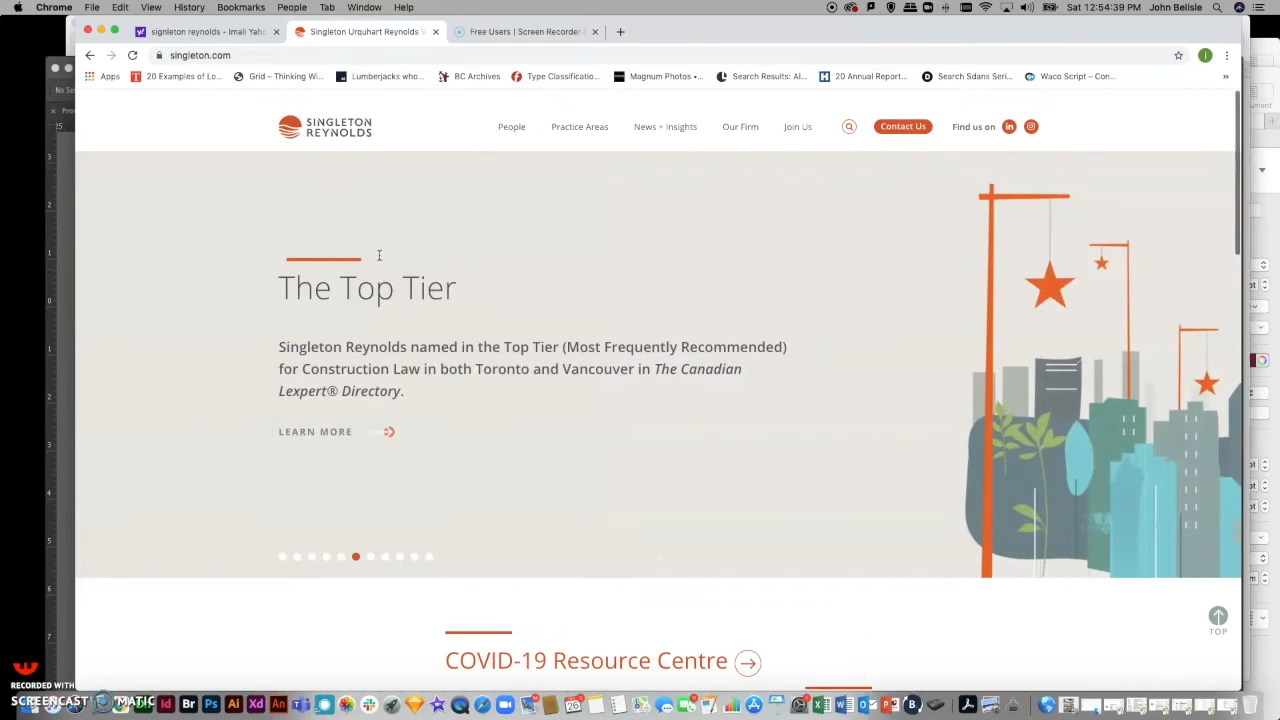 Chrome File Edit View History Bookmarks People Tab Window Help Sat 12:54:39 PM John Belise
signleton reynolds - Imali Yaho
Singleton Urquhart Reynolds V
Free Users | Screen Recorder
singleton.com
Apps 20 Examples of Lo... Grid – Thinking Wi... Lumberjacks who... BC Archives Type Classificatio... Magnum Photos •... Search Results: Al... 20 Annual Report... Search Sdans Seri... Waco Script – Con...
SINGLETON
REYNOLDS
People Practice Areas News + Insights Our Firm Join Us Contact Us Find us on
The Top Tier
Singleton Reynolds named in the Top Tier (Most Frequently Recommended)
for Construction Law in both Toronto and Vancouver in The Canadian
Lexpert® Directory.
LEARN MORE
TOP
COVID-19 Resource Centre
RECORDED WITH
SCREENCAST MATIC